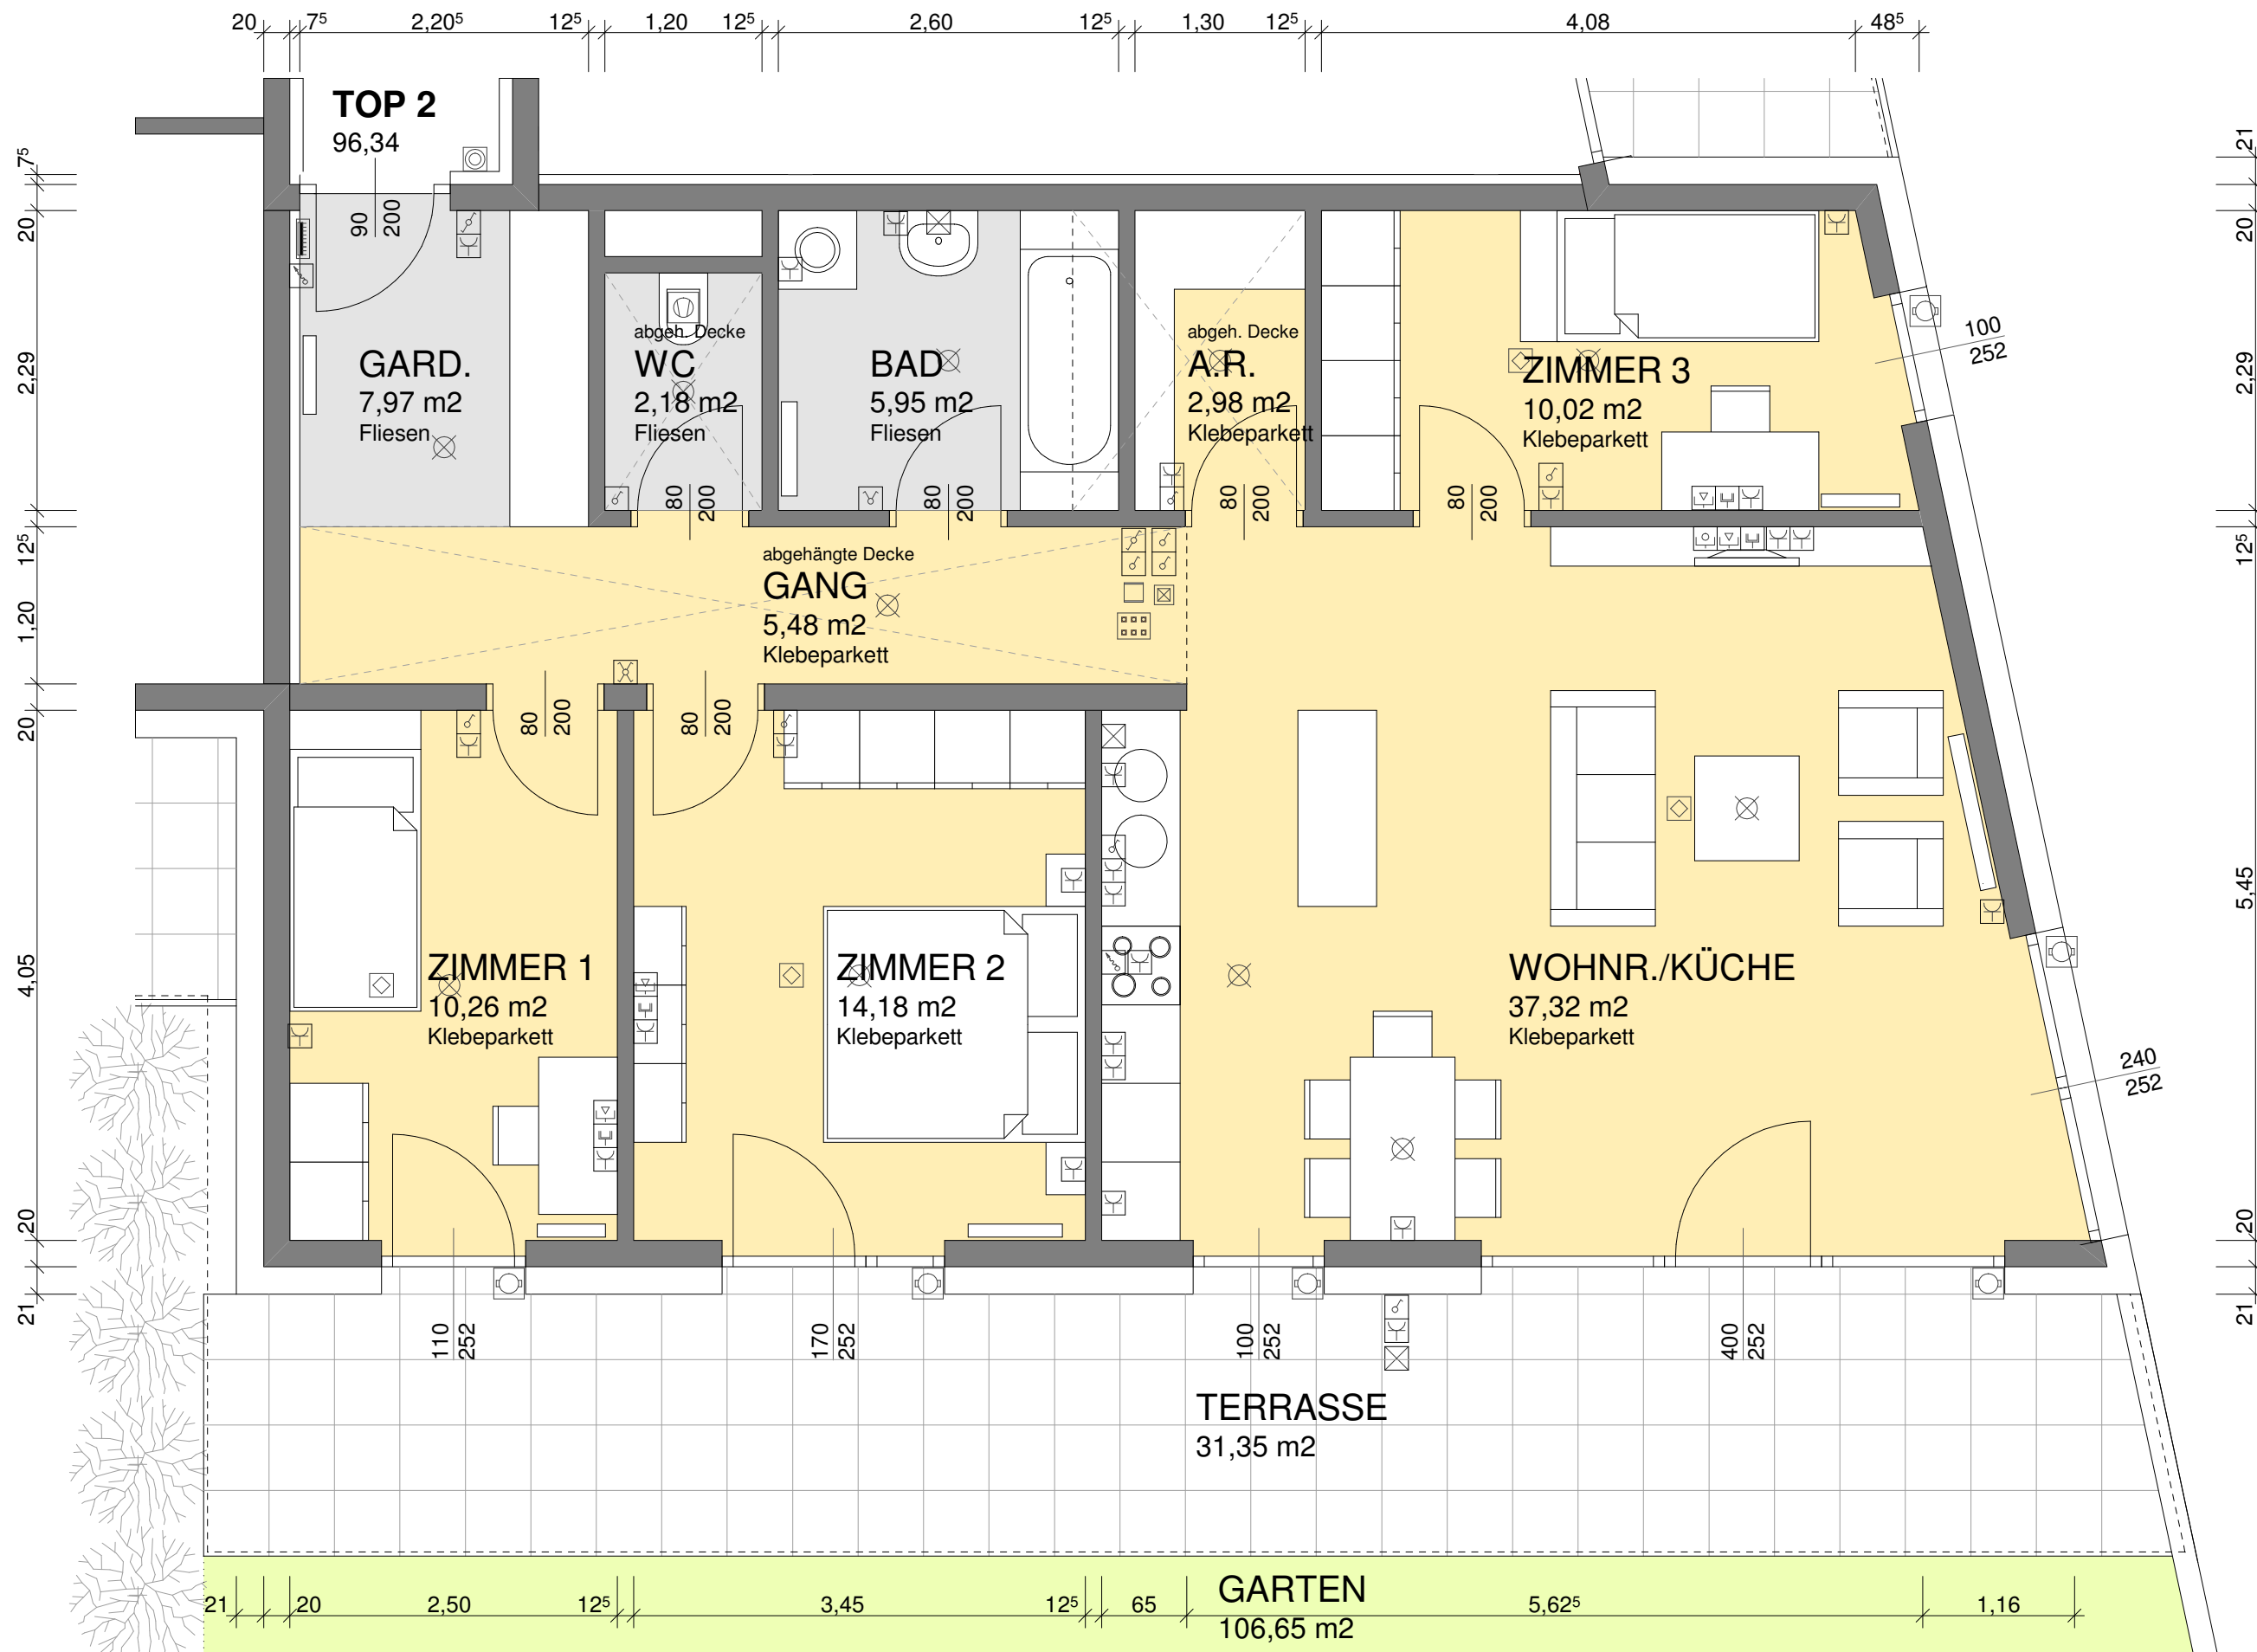 20 7⁵ 2,20⁵ 12⁵ 1,20 12⁵ 2,60 12⁵ 1,30 12⁵ 4,08 48⁵
TOP 2
96,34
90
200
GARD.
7,97 m2
Fliesen
abgeh. Decke
WC
2,18 m2
Fliesen
BAD
5,95 m2
Fliesen
abgeh. Decke
A.R.
2,98 m2
Klebeparkett
ZIMMER 3
10,02 m2
Klebeparkett
100
252
80
200
80
200
80
200
80
200
abgehängte Decke
GANG
5,48 m2
Klebeparkett
80
200
80
200
ZIMMER 1
10,26 m2
Klebeparkett
ZIMMER 2
14,18 m2
Klebeparkett
WOHNR./KÜCHE
37,32 m2
Klebeparkett
240
252
110
252
170
252
100
252
400
252
TERRASSE
31,35 m2
GARTEN
106,65 m2
21 20 2,50 12⁵ 3,45 12⁵ 65 5,62⁵ 1,16
7⁵
20
2,29
12⁵
1,20
20
4,05
20
21
21
20
2,29
12⁵
5,45
20
21